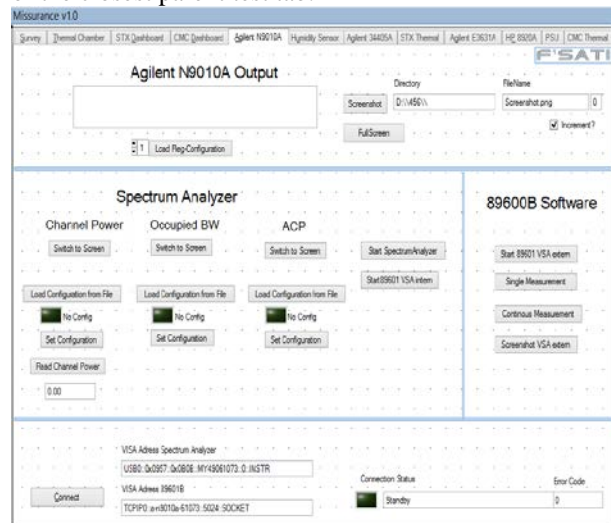 Missurance v1.0
Survey Thermal Chamber STX Dashboard CMC Dashboard Agilent N9010A Humidity Sensor Agilent 34405A STX Thermal Agilent E3631A HP 8920A PSU CMC Thermal
F'SATI
Agilent N9010A Output
Directory FileName
Screenshot D:\\456\\ Screenshot.png 0
FullScreen Increment?
1 Load Reg-Configuration
Spectrum Analyzer
89600B Software
Channel Power Occupied BW ACP
Switch to Screen Switch to Screen Switch to Screen Start SpectrumAnalyzer Start 89601 VSA extern
Start89601 VSA intern Single Measurement
Load Configuration from File Load Configuration from File Load Configuration from File
No Config No Config No Config Continous Measurement
Set Configuration Set Configuration Set Configuration Screenshot VSA extern
Read Channel Power
0.00
VISA Adress Spectrum Analyzer
USB0::0x0957::0x0B0B::MY49061073::0::INSTR
Connection Status Error Code
Connect VISA Adress 89601B
Standby 0
TCPIP0::a-n9010a-61073::5024::SOCKET